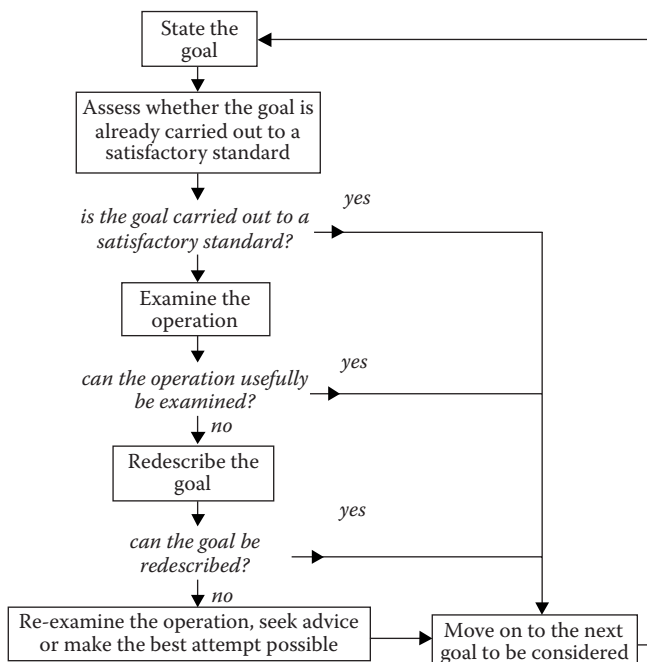 State the
goal
Assess whether the goal is
already carried out to a
satisfactory standard
yes
is the goal carried out to a
satisfactory standard?
Examine the
operation
yes
can the operation usefully
be examined?
no
Redescribe the
goal
yes
can the goal be
redescribed?
no
Re-examine the operation, seek advice
or make the best attempt possible
Move on to the next
goal to be considered